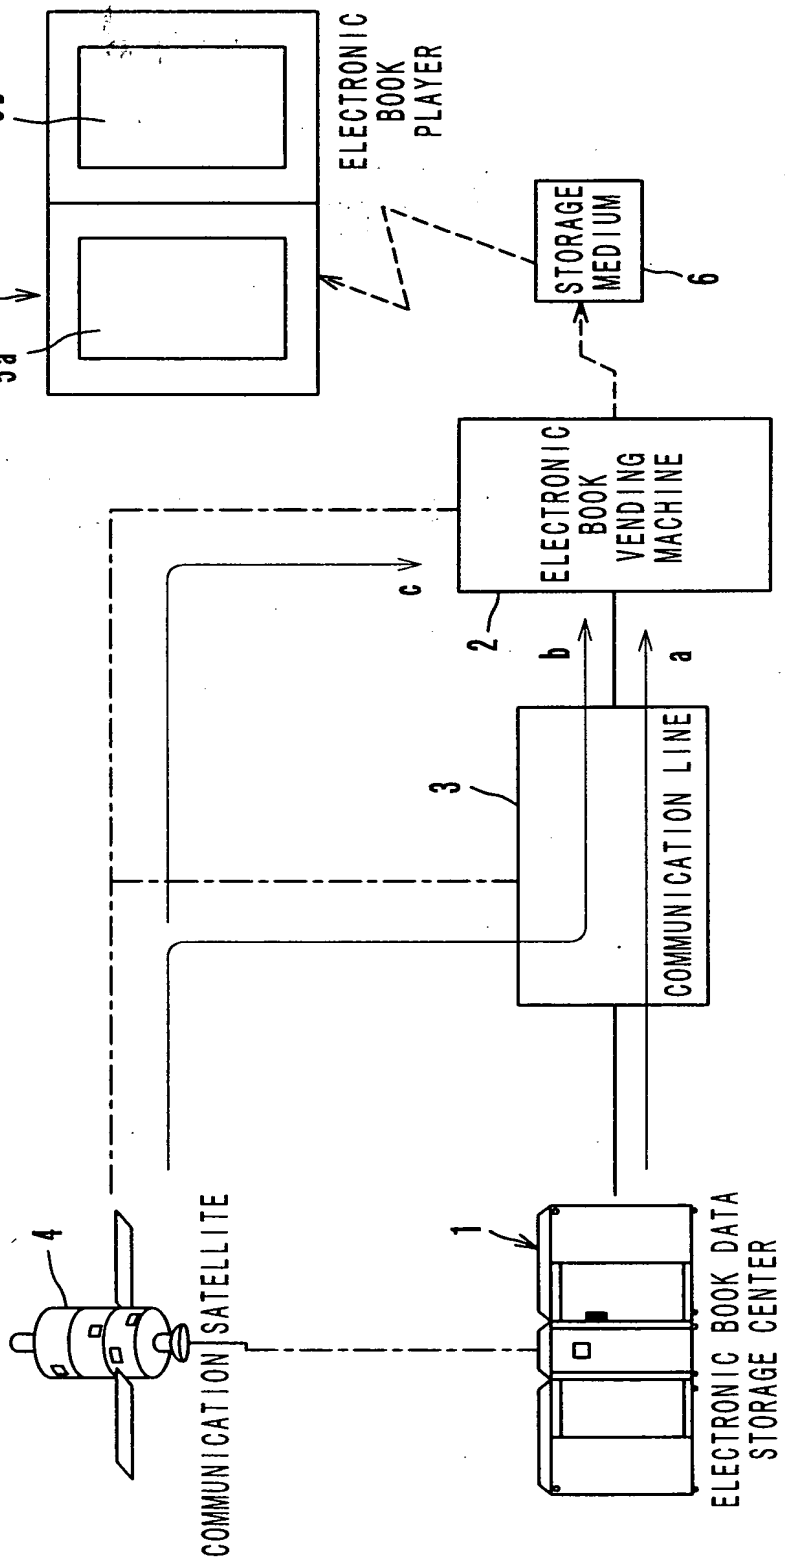 4
COMMUNICATION SATELLITE
1
ELECTRONIC BOOK DATA
STORAGE CENTER
3
COMMUNICATION LINE
c
b
a
2
ELECTRONIC
BOOK
VENDING
MACHINE
STORAGE
MEDIUM
6
5a
ELECTRONIC
BOOK
PLAYER